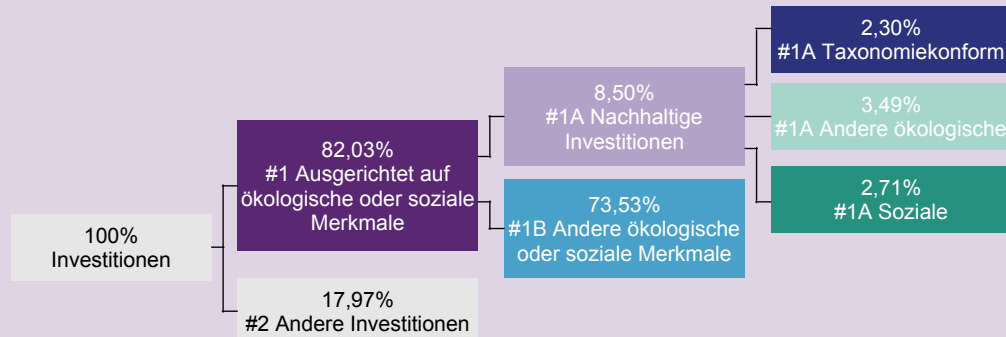 100%
Investitionen
82,03%
#1 Ausgerichtet auf
ökologische oder soziale
Merkmale
17,97%
#2 Andere Investitionen
8,50%
#1A Nachhaltige
Investitionen
73,53%
#1B Andere ökologische
oder soziale Merkmale
2,30%
#1A Taxonomiekonform
3,49%
#1A Andere ökologische
2,71%
#1A Soziale